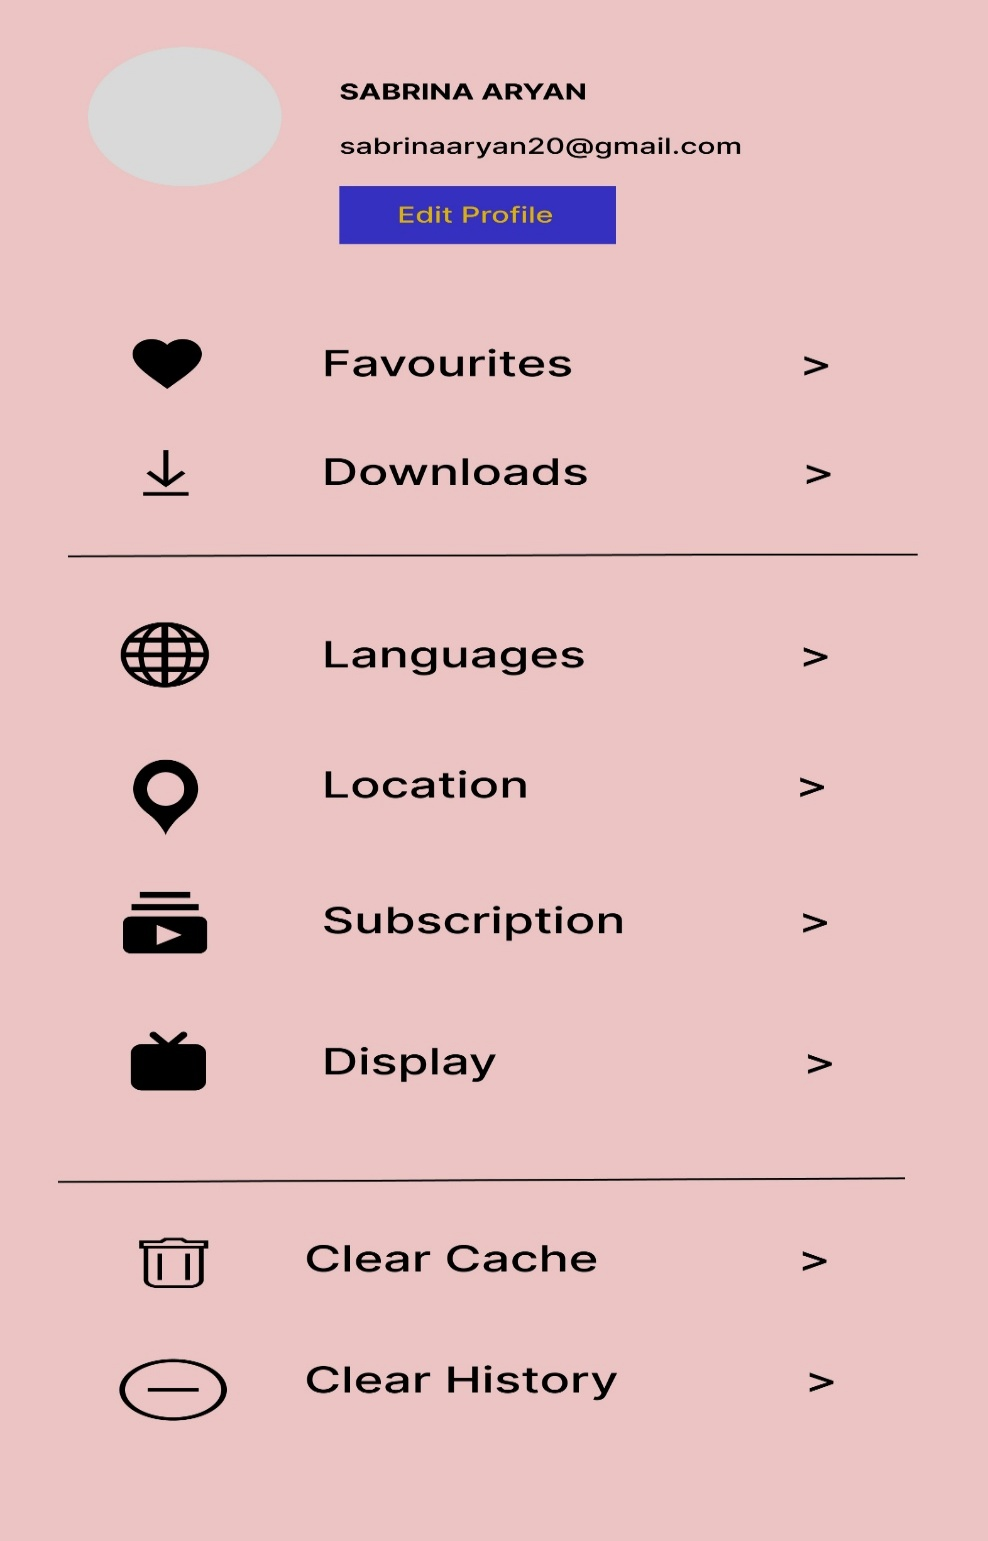 SABRINA ARYAN
sabrinaaryan20@gmail.com
Edit Profile
Favourites >
Downloads >
Languages >
Location >
Subscription >
Display >
Clear Cache >
Clear History >